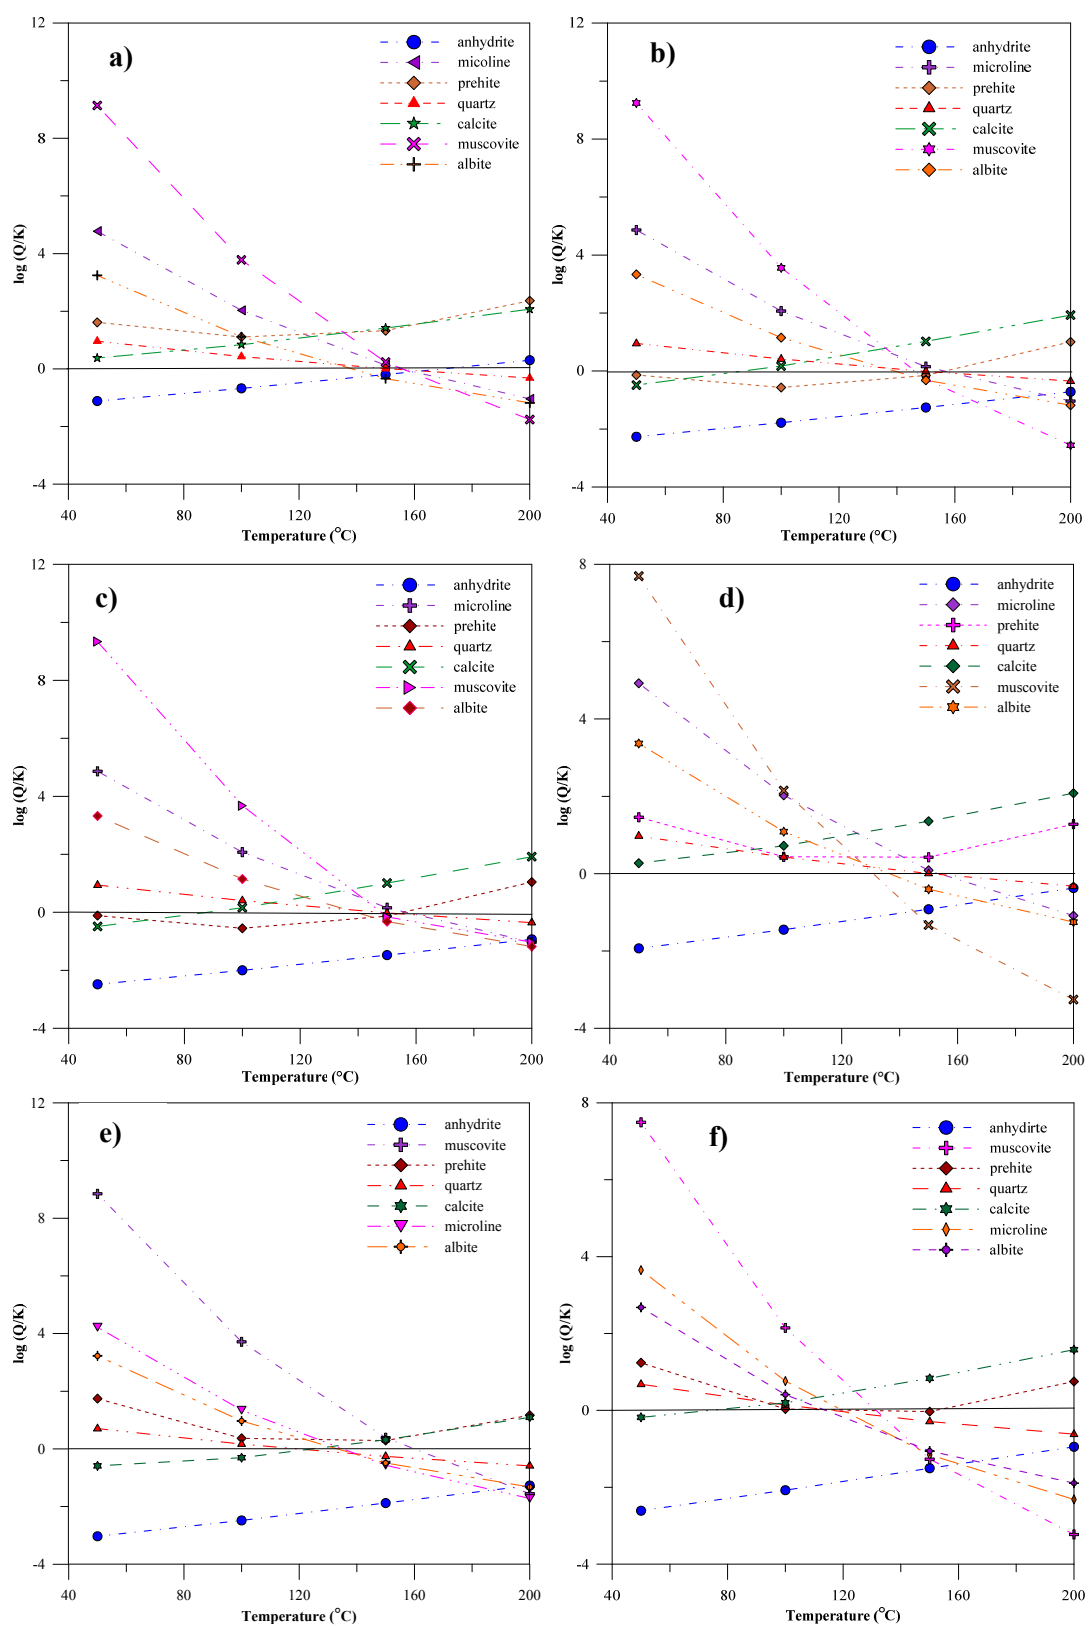 a)
12
8
4
0
-4
log (Q/K)
anhydrite
micoline
prehite
quartz
calcite
muscovite
albite
40
80
120
160
200
Temperature (°C)
b)
12
8
4
0
-4
log (Q/K)
anhydrite
microline
prehite
quartz
calcite
muscovite
albite
40
80
120
160
200
Temperature (°C)
c)
12
8
4
0
-4
log (Q/K)
anhydrite
microline
prehite
quartz
calcite
muscovite
albite
40
80
120
160
200
Temperature (°C)
d)
8
4
0
-4
log (Q/K)
anhydrite
microline
prehite
quartz
calcite
muscovite
albite
40
80
120
160
200
Temperature (°C)
e)
12
8
4
0
-4
log (Q/K)
anhydrite
muscovite
prehite
quartz
calcite
microline
albite
40
80
120
160
200
Temperature (°C)
f)
8
4
0
-4
log (Q/K)
anhydirte
muscovite
prehite
quartz
calcite
microline
albite
40
80
120
160
200
Temperature (°C)